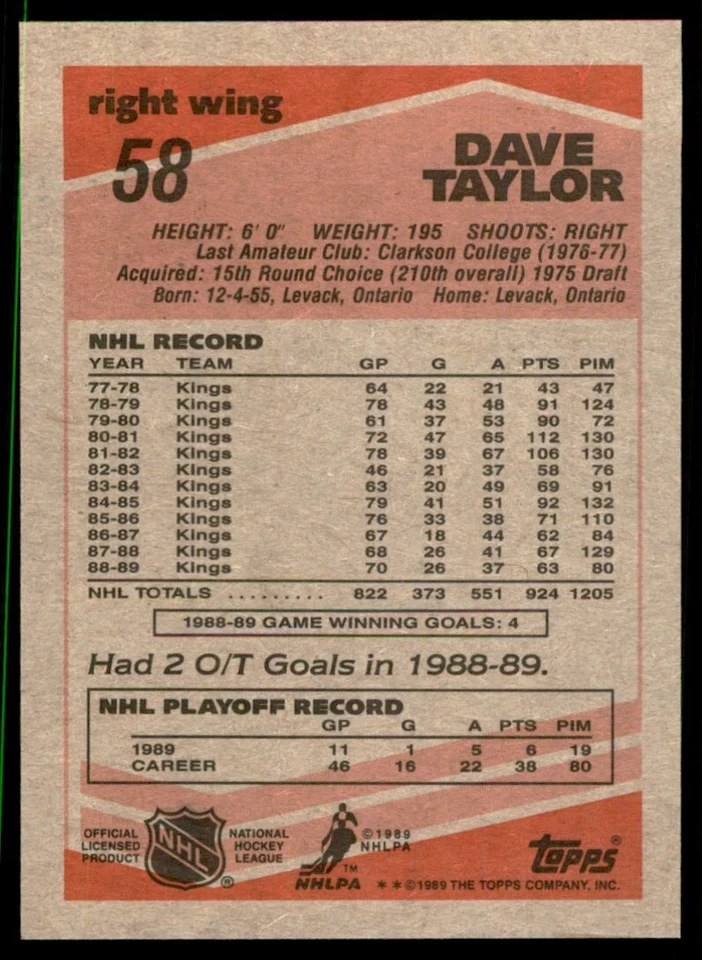 right wing
58
DAVE
TAYLOR
HEIGHT: 6' 0" WEIGHT: 195 SHOOTS: RIGHT
Last Amateur Club: Clarkson College (1976-77)
Acquired: 15th Round Choice (210th overall) 1975 Draft
Born: 12-4-55, Levack, Ontario Home: Levack, Ontario
NHL RECORD
YEAR TEAM GP G A PTS PIM
77-78 Kings 64 22 21 43 47
78-79 Kings 78 43 48 91 124
79-80 Kings 61 37 53 90 72
80-81 Kings 72 47 65 112 130
81-82 Kings 78 39 67 106 130
82-83 Kings 46 21 37 58 76
83-84 Kings 63 20 49 69 91
84-85 Kings 79 41 51 92 132
85-86 Kings 76 33 38 71 110
86-87 Kings 67 18 44 62 84
87-88 Kings 68 26 41 67 129
88-89 Kings 70 26 37 63 80
NHL TOTALS ......... 822 373 551 924 1205
1988-89 GAME WINNING GOALS: 4
Had 2 O/T Goals in 1988-89.
NHL PLAYOFF RECORD
GP G A PTS PIM
1989 11 1 5 6 19
CAREER 46 16 22 38 80
OFFICIAL
LICENSED
PRODUCT
NHL
®
NATIONAL
HOCKEY
LEAGUE
©1989
NHLPA
TM
NHLPA
topps®
**©1989 THE TOPPS COMPANY, INC.